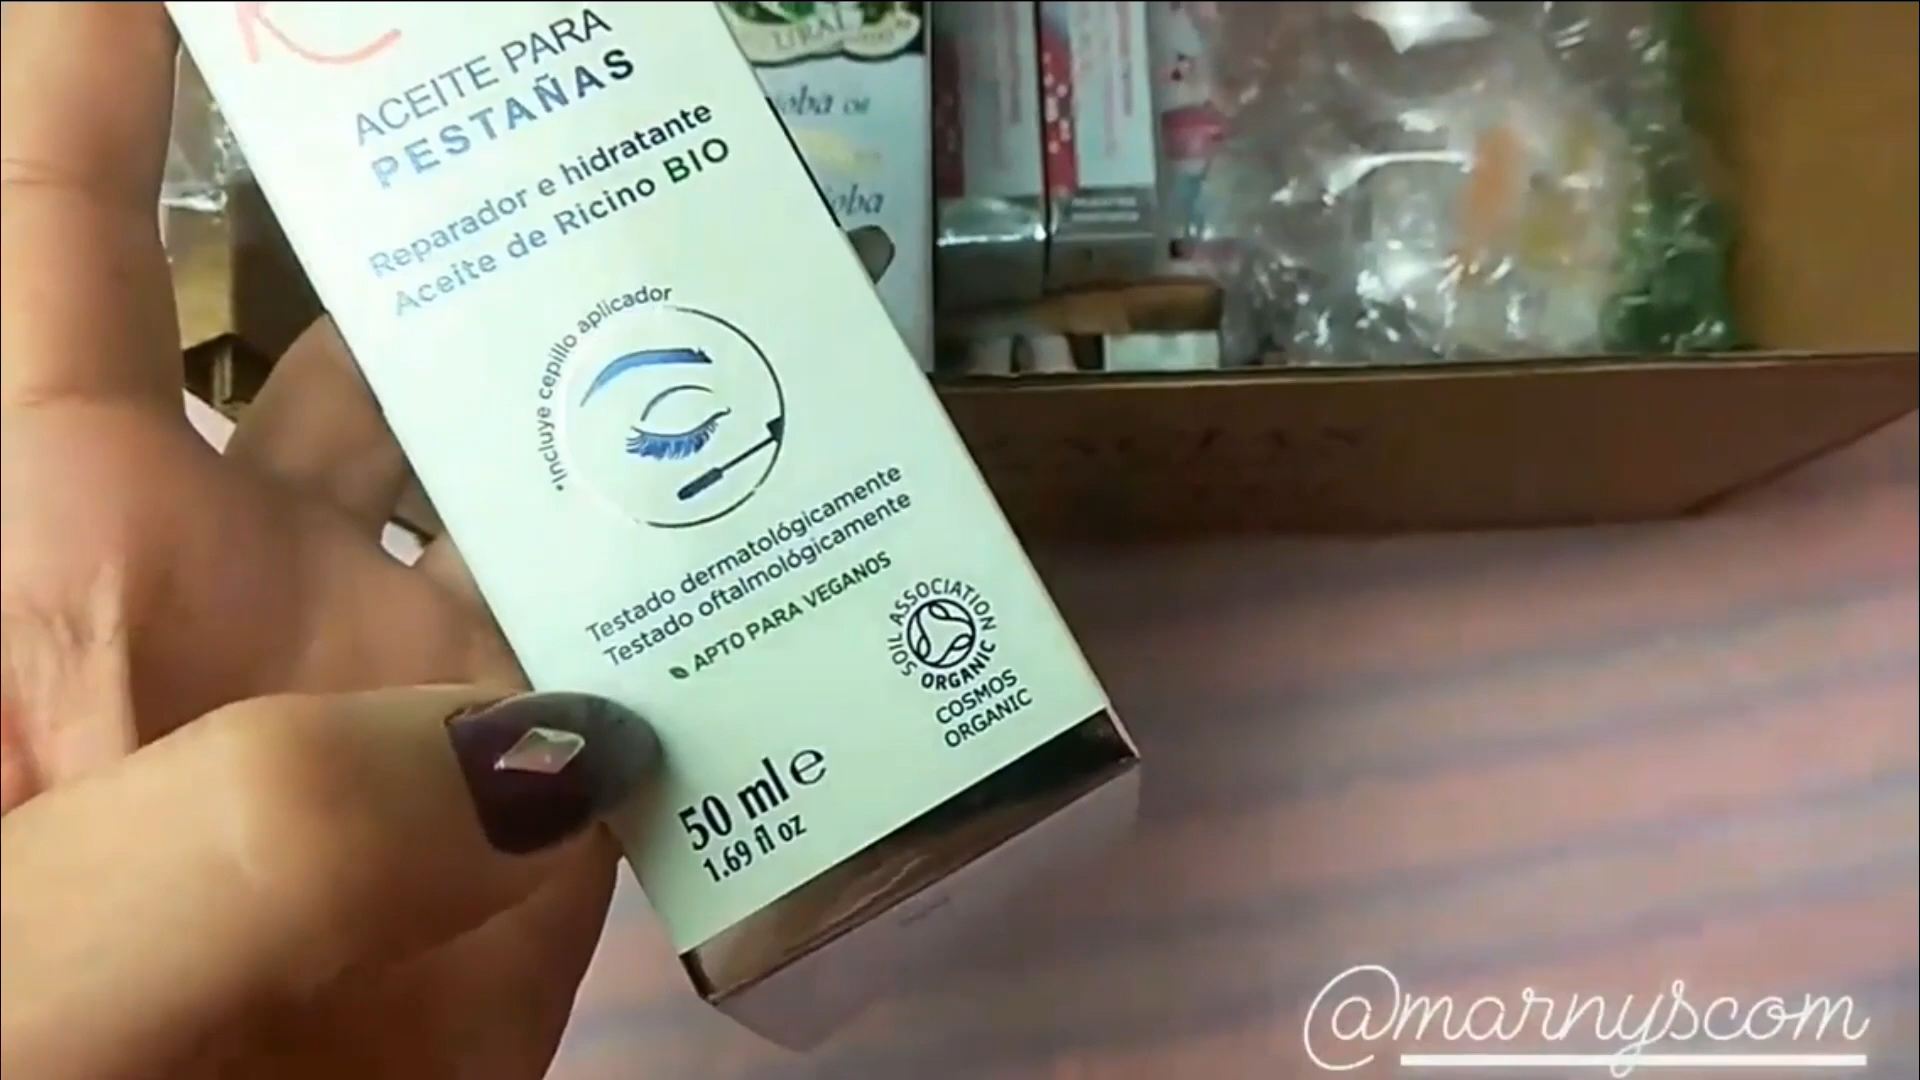 ACEITE PARA
PESTAÑAS
Reparador e hidratante
Aceite de Ricino BIO
•Incluye cepillo aplicador
Testado dermatológicamente
Testado oftalmológicamente
APTO PARA VEGANOS
SOIL ASSOCIATION
ORGANIC
COSMOS
ORGANIC
50 ml e
1.69 fl oz
@marnyscom